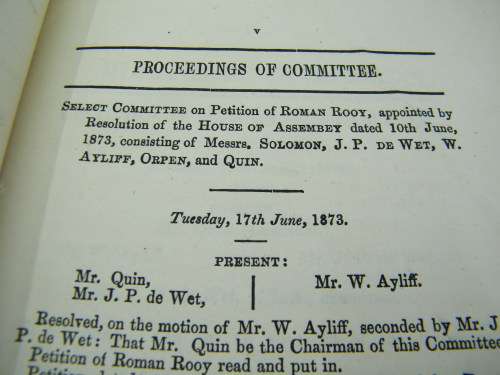 v
PROCEEDINGS OF COMMITTEE.
SELECT COMMITTEE on Petition of ROMAN ROOY, appointed by
Resolution of the HOUSE OF ASSEMBEY dated 10th June,
1873, consisting of Messrs. SOLOMON, J. P. DE WET, W.
AYLIFF, ORPEN, and QUIN.
Tuesday, 17th June, 1873.
PRESENT:
Mr. Quin,
Mr. J. P. de Wet,
Mr. W. Ayliff.
Resolved, on the motion of Mr. W. Ayliff, seconded by Mr. J.
P. de Wet: That Mr. Quin be the Chairman of this Committee
Petition of Roman Rooy read and put in.